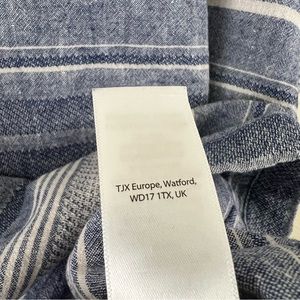 TJX Europe, Watford,
WD17 1TX, UK